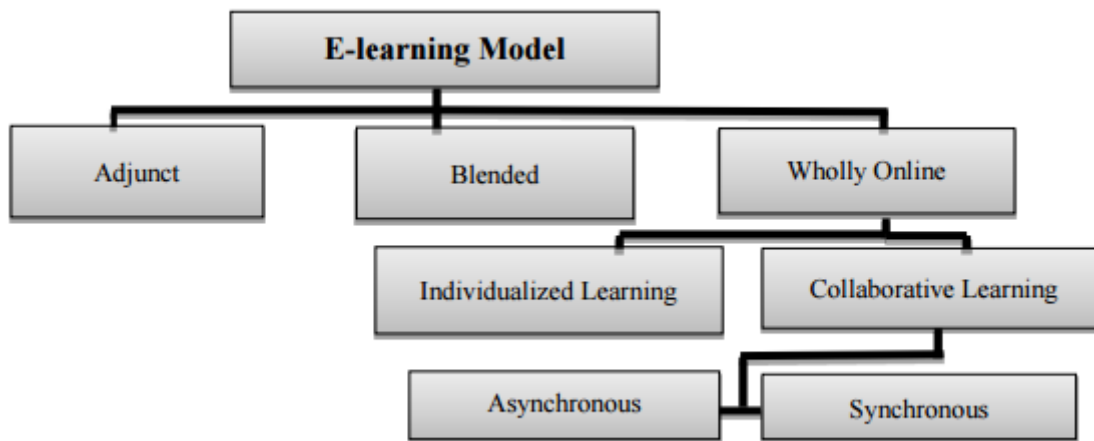 E-learning Model
Adjunct
Blended
Wholly Online
Individualized Learning
Collaborative Learning
Asynchronous
Synchronous